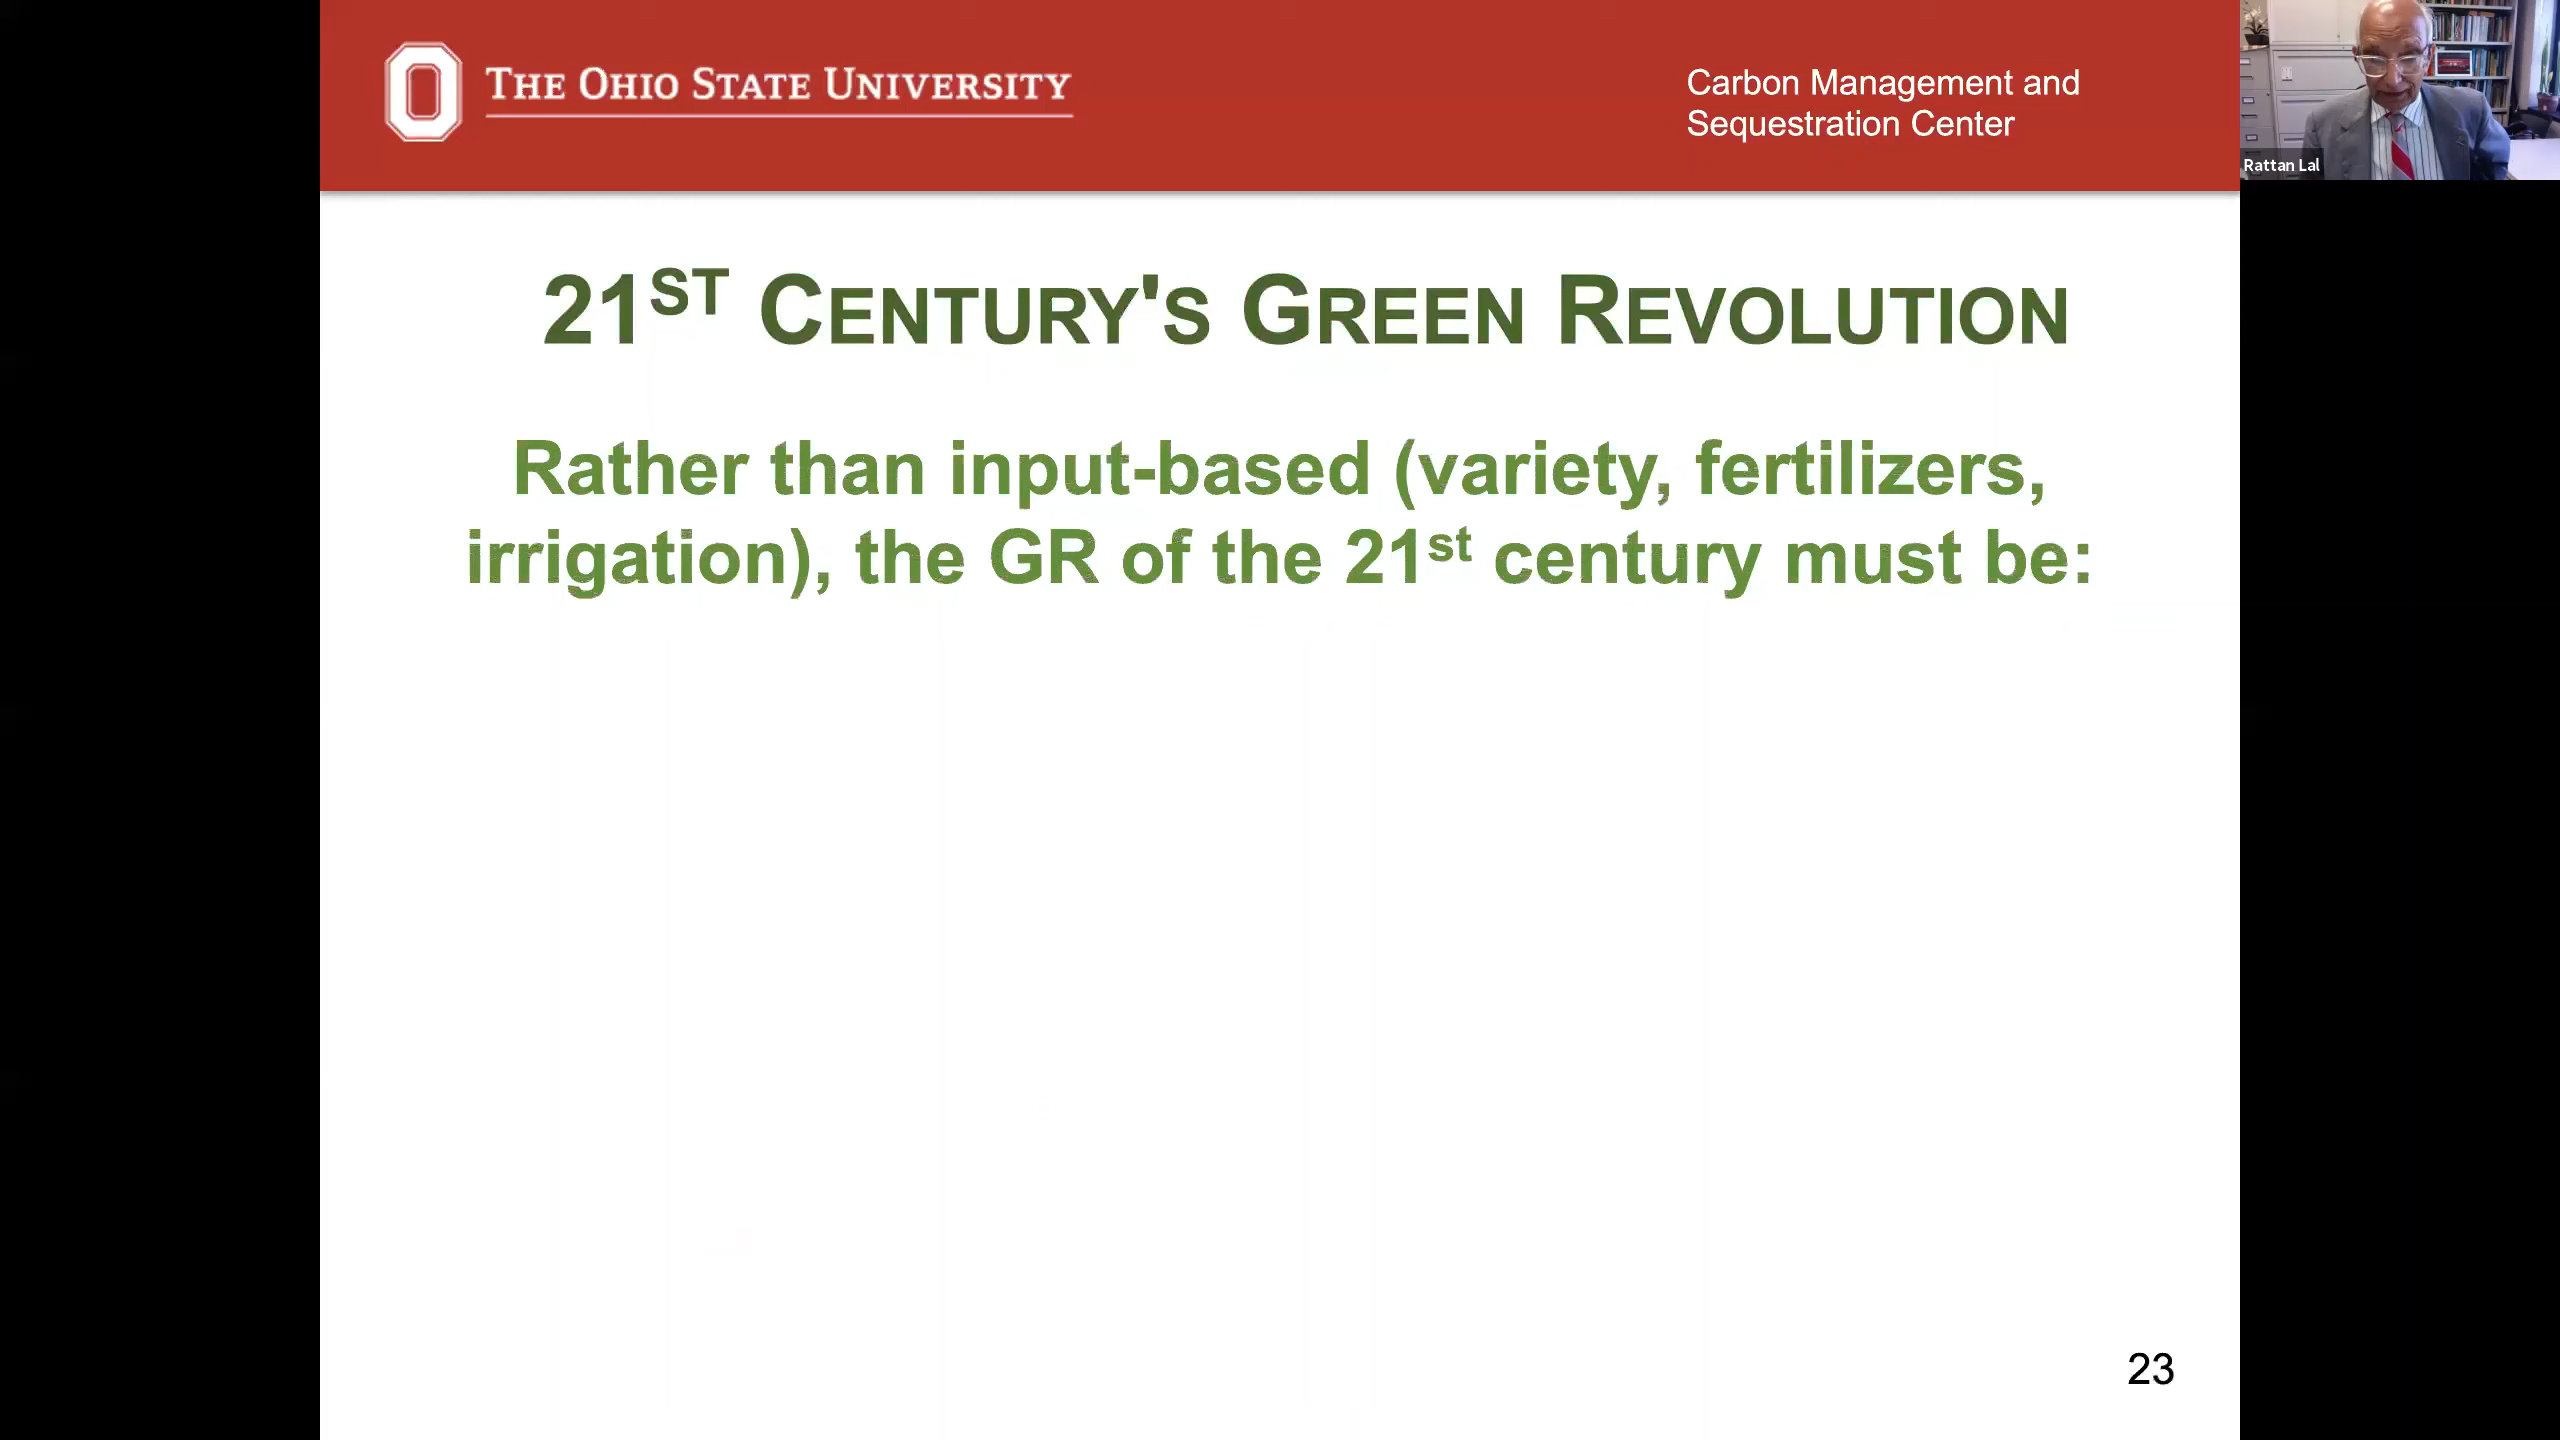 THE OHIO STATE UNIVERSITY
Carbon Management and
Sequestration Center
Rattan Lal
21ST CENTURY'S GREEN REVOLUTION
Rather than input-based (variety, fertilizers,
irrigation), the GR of the 21st century must be:
23